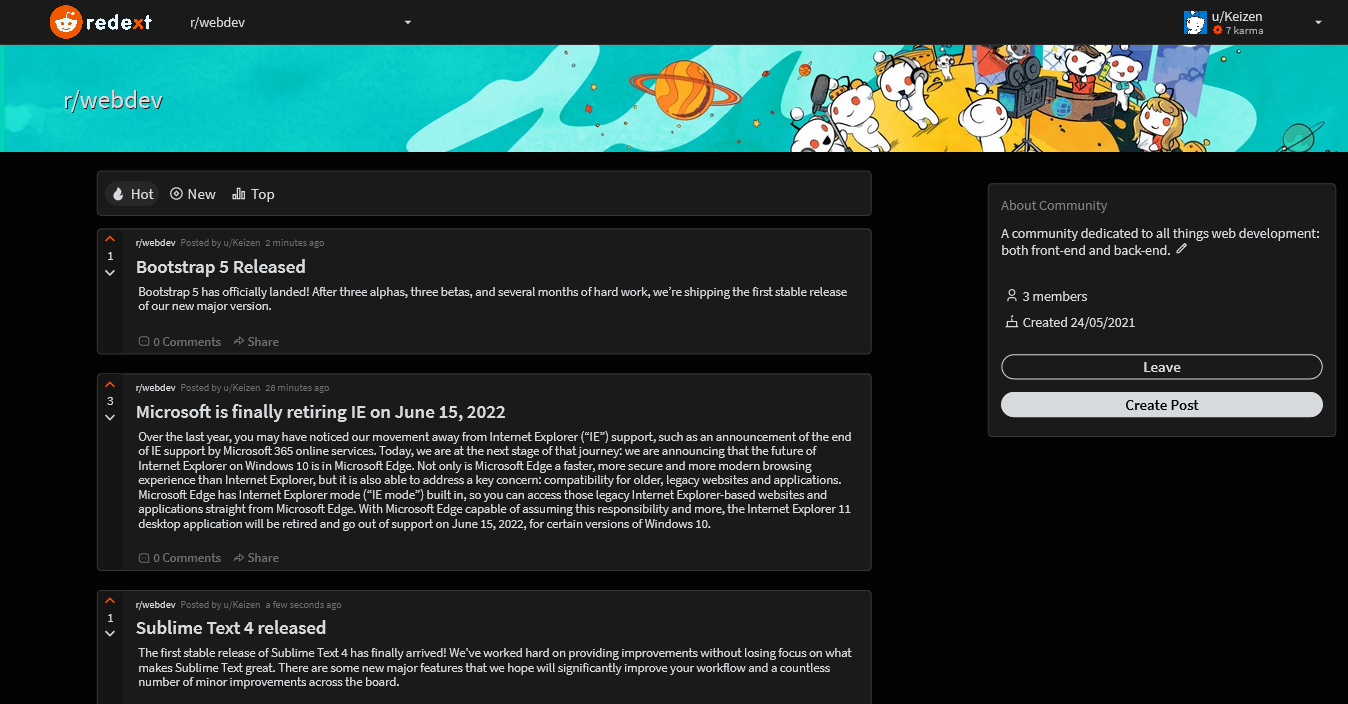 redext
r/webdev
u/Keizen
7 karma
r/webdev
Hot
New
Top
r/webdev Posted by u/Keizen 2 minutes ago
1
Bootstrap 5 Released
Bootstrap 5 has officially landed! After three alphas, three betas, and several months of hard work, we’re shipping the first stable release
of our new major version.
0 Comments
Share
r/webdev Posted by u/Keizen 26 minutes ago
3
Microsoft is finally retiring IE on June 15, 2022
Over the last year, you may have noticed our movement away from Internet Explorer (“IE”) support, such as an announcement of the end
of IE support by Microsoft 365 online services. Today, we are at the next stage of that journey: we are announcing that the future of
Internet Explorer on Windows 10 is in Microsoft Edge. Not only is Microsoft Edge a faster, more secure and more modern browsing
experience than Internet Explorer, but it is also able to address a key concern: compatibility for older, legacy websites and applications.
Microsoft Edge has Internet Explorer mode (“IE mode”) built in, so you can access those legacy Internet Explorer-based websites and
applications straight from Microsoft Edge. With Microsoft Edge capable of assuming this responsibility and more, the Internet Explorer 11
desktop application will be retired and go out of support on June 15, 2022, for certain versions of Windows 10.
0 Comments
Share
r/webdev Posted by u/Keizen a few seconds ago
1
Sublime Text 4 released
The first stable release of Sublime Text 4 has finally arrived! We've worked hard on providing improvements without losing focus on what
makes Sublime Text great. There are some new major features that we hope will significantly improve your workflow and a countless
number of minor improvements across the board.
About Community
A community dedicated to all things web development:
both front-end and back-end.
3 members
Created 24/05/2021
Leave
Create Post